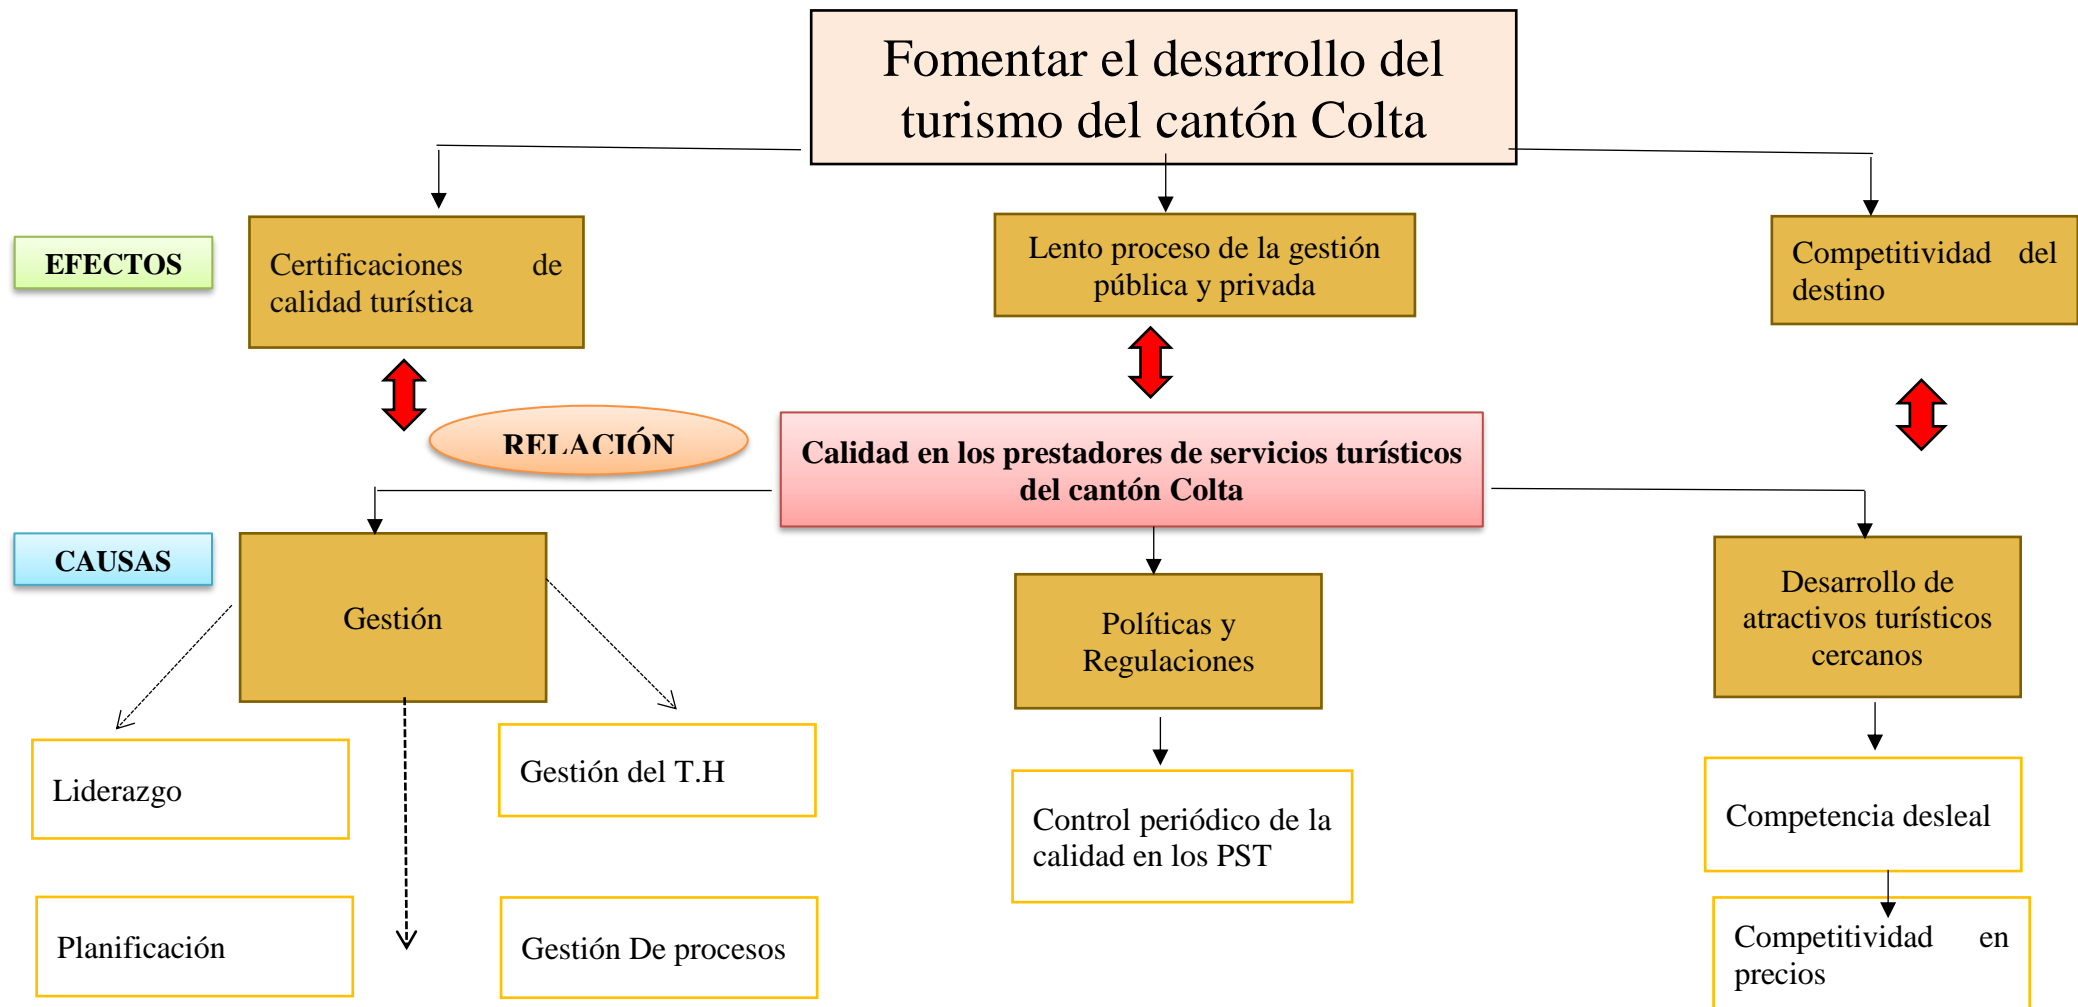 Fomentar el desarrollo del
turismo del cantón Colta
EFECTOS
Certificaciones de
calidad turística
Lento proceso de la gestión
pública y privada
Competitividad del
destino
RELACIÓN
Calidad en los prestadores de servicios turísticos
del cantón Colta
CAUSAS
Gestión
Políticas y
Regulaciones
Desarrollo de
atractivos turísticos
cercanos
Liderazgo
Gestión del T.H
Control periódico de la
calidad en los PST
Competencia desleal
Planificación
Gestión De procesos
Competitividad en
precios